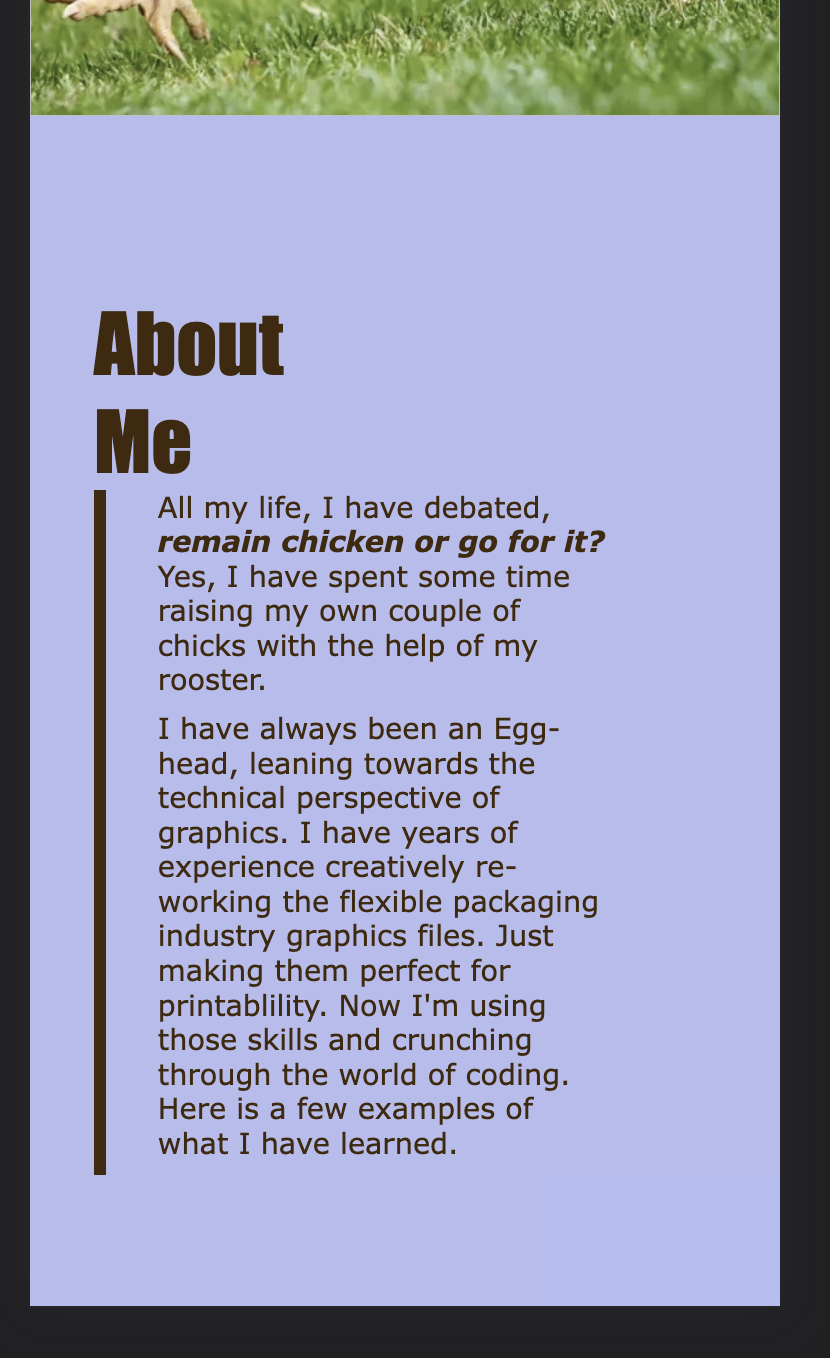 About
Me
All my life, I have debated,
remain chicken or go for it?
Yes, I have spent some time
raising my own couple of
chicks with the help of my
rooster.
I have always been an Egg-
head, leaning towards the
technical perspective of
graphics. I have years of
experience creatively re-
working the flexible packaging
industry graphics files. Just
making them perfect for
printablility. Now I'm using
those skills and crunching
through the world of coding.
Here is a few examples of
what I have learned.